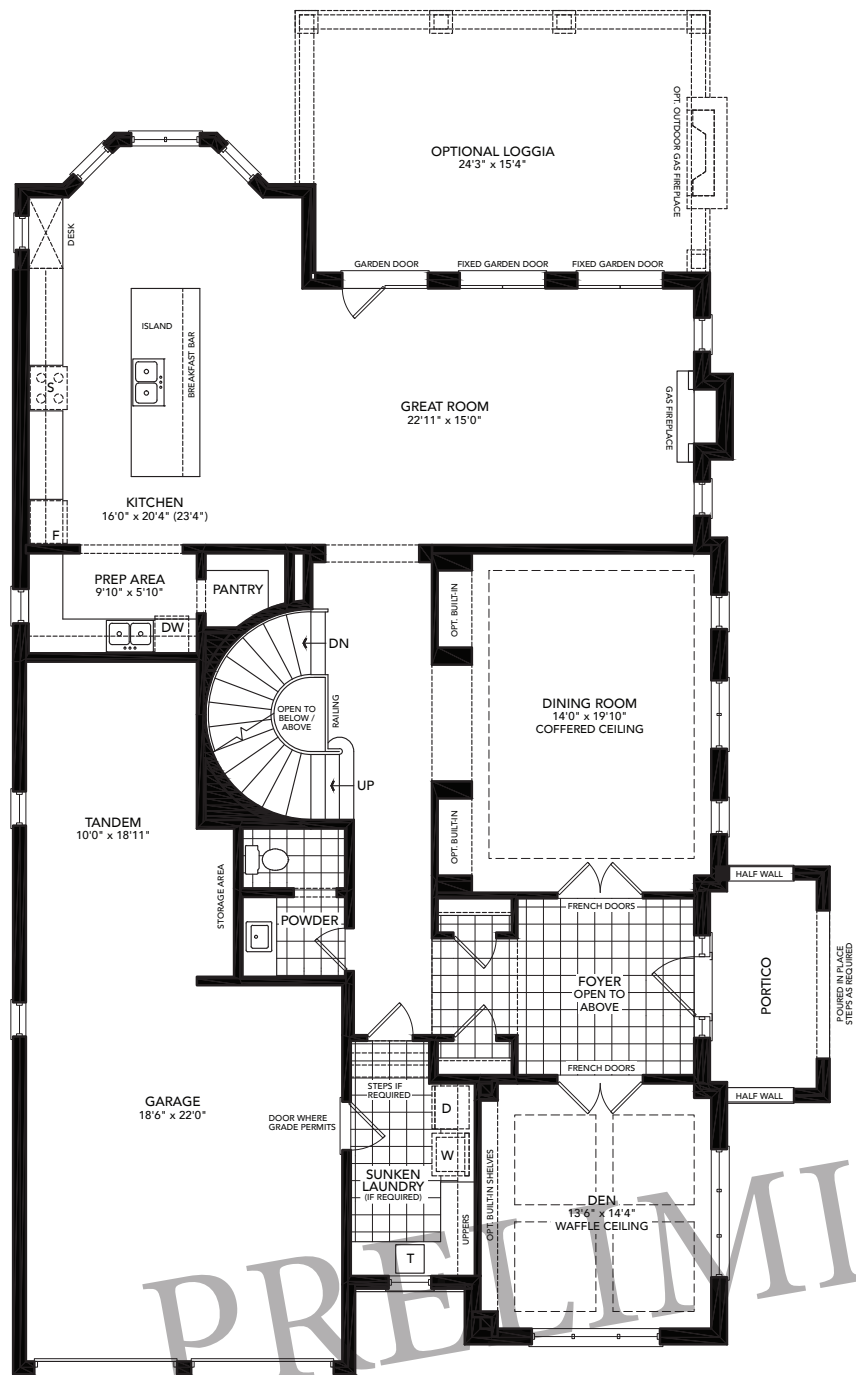 OPTIONAL LOGGIA
24'3" x 15'4"
OPT. OUTDOOR GAS FIREPLACE
DESK
GARDEN DOOR
FIXED GARDEN DOOR
FIXED GARDEN DOOR
ISLAND
BREAKFAST BAR
S
GREAT ROOM
22'11" x 15'0"
GAS FIREPLACE
KITCHEN
16'0" x 20'4" (23'4")
F
PREP AREA
9'10" x 5'10"
PANTRY
DW
OPT. BUILT-IN
DN
OPEN TO
BELOW /
ABOVE
RAILING
UP
DINING ROOM
14'0" x 19'10"
COFFERED CEILING
TANDEM
10'0" x 18'11"
OPT. BUILT-IN
STORAGE AREA
POWDER
FRENCH DOORS
HALF WALL
FOYER
OPEN TO
ABOVE
PORTICO
POURED IN PLACE
STEPS AS REQUIRED
FRENCH DOORS
HALF WALL
GARAGE
18'6" x 22'0"
DOOR WHERE
GRADE PERMITS
STEPS IF
REQUIRED
D
W
SUNKEN
LAUNDRY
(IF REQUIRED)
UPPERS
T
OPT. BUILT-IN SHELVES
DEN
13'6" x 14'4"
WAFFLE CEILING
PRELIMI